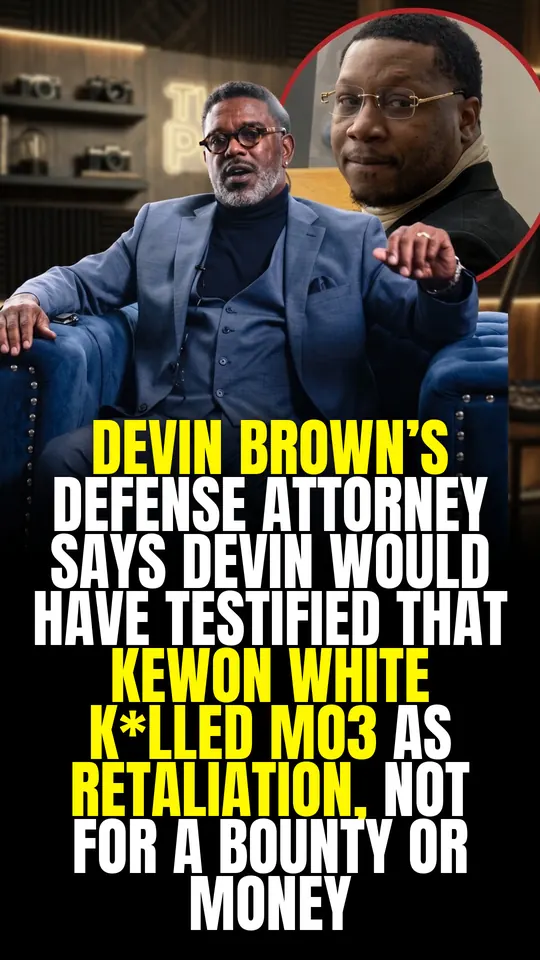 DEVIN BROWN'S
DEFENSE ATTORNEY
SAYS DEVIN WOULD
HAVE TESTIFIED THAT
KEWON WHITE
K*LLED MO3 AS
RETALIATION, NOT
FOR A BOUNTY OR
MONEY